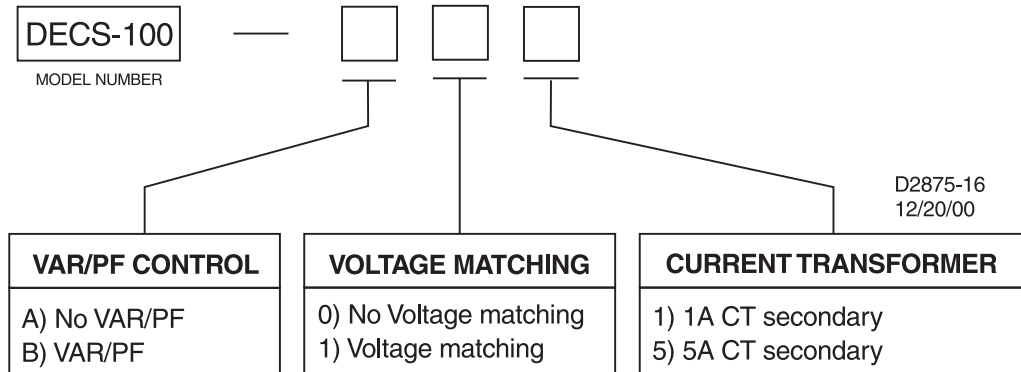 DECS-100 —
MODEL NUMBER
D2875-16
12/20/00
VAR/PF CONTROL
A) No VAR/PF
B) VAR/PF
VOLTAGE MATCHING
0) No Voltage matching
1) Voltage matching
CURRENT TRANSFORMER
1) 1A CT secondary
5) 5A CT secondary